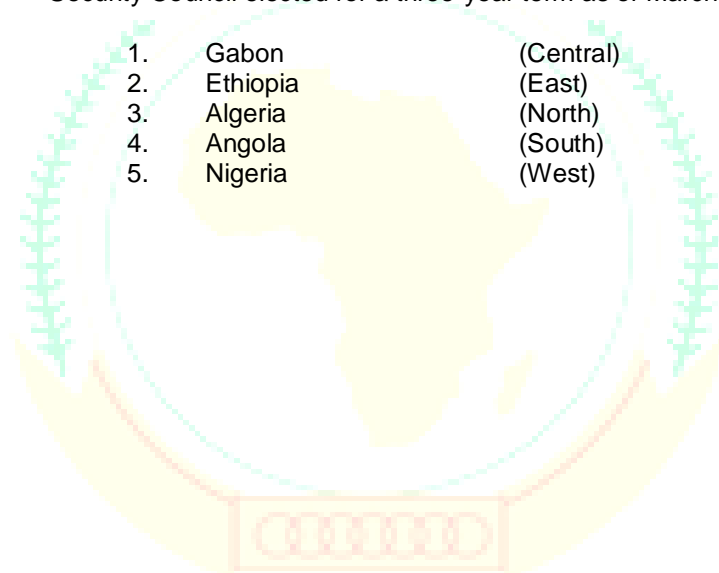 Security Council elected for a three-year term as of March
1. Gabon (Central)
2. Ethiopia (East)
3. Algeria (North)
4. Angola (South)
5. Nigeria (West)